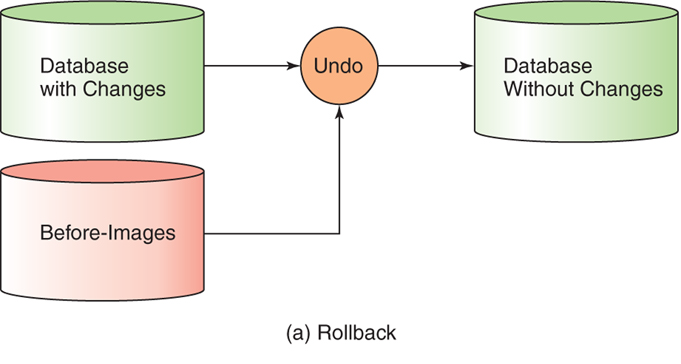 Database
with Changes
Undo
Database
Without Changes
Before-Images
(a) Rollback